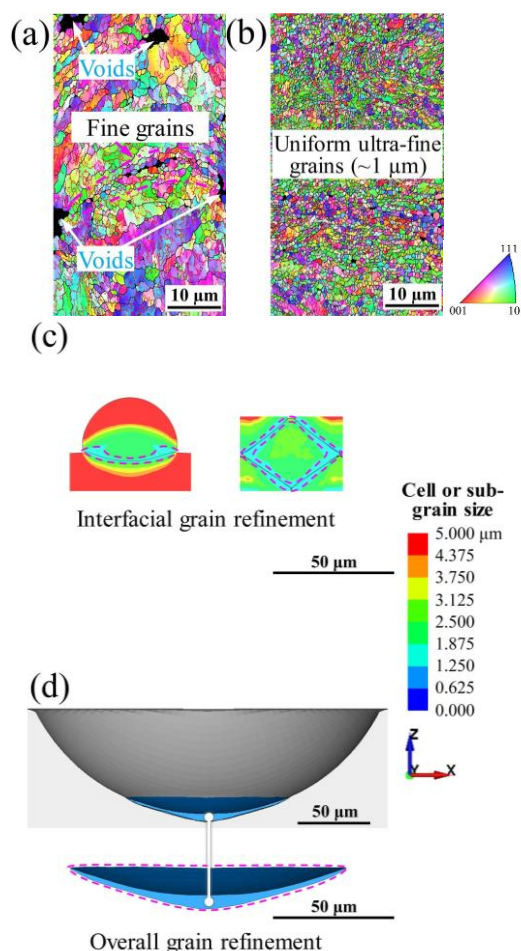 (a)
Voids
Fine grains
Voids
10 μm
(b)
Uniform ultra-fine
grains (~1 μm)
10 μm
111
001
10
(c)
Interfacial grain refinement
50 μm
Cell or sub-
grain size
5.000 μm
4.375
3.750
3.125
2.500
1.875
1.250
0.625
0.000
(d)
50 μm
Z
Y
X
50 μm
Overall grain refinement